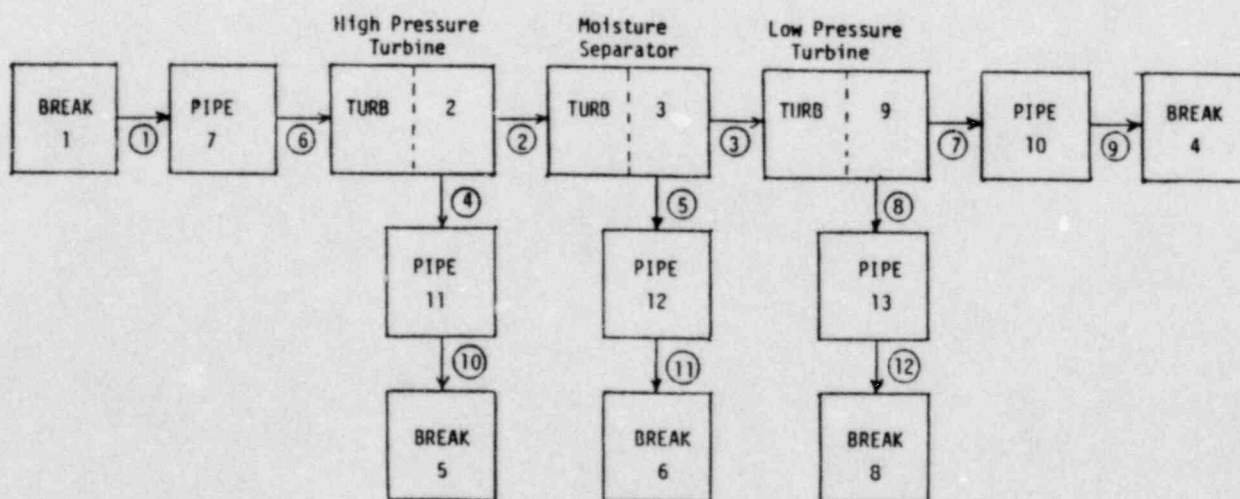 High Pressure
Turbine
Moisture
Separator
Low Pressure
Turbine
BREAK
1
①
PIPE
7
⑥
TURB 2
②
TURB 3
③
TURB 9
⑦
PIPE
10
⑨
BREAK
4
④
⑤
⑧
PIPE
11
PIPE
12
PIPE
13
⑩
⑪
⑫
BREAK
5
BREAK
6
BREAK
8